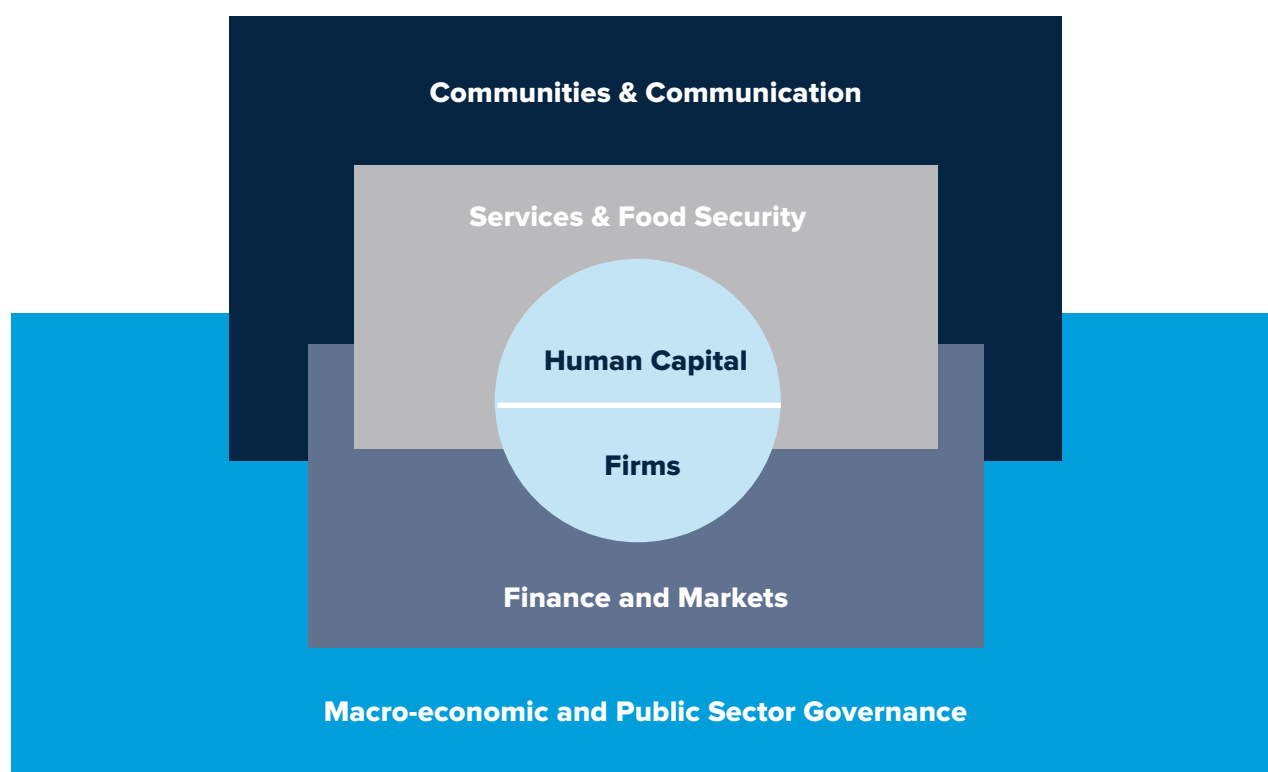 Communities & Communication
Services & Food Security
Human Capital
Firms
Finance and Markets
Macro-economic and Public Sector Governance